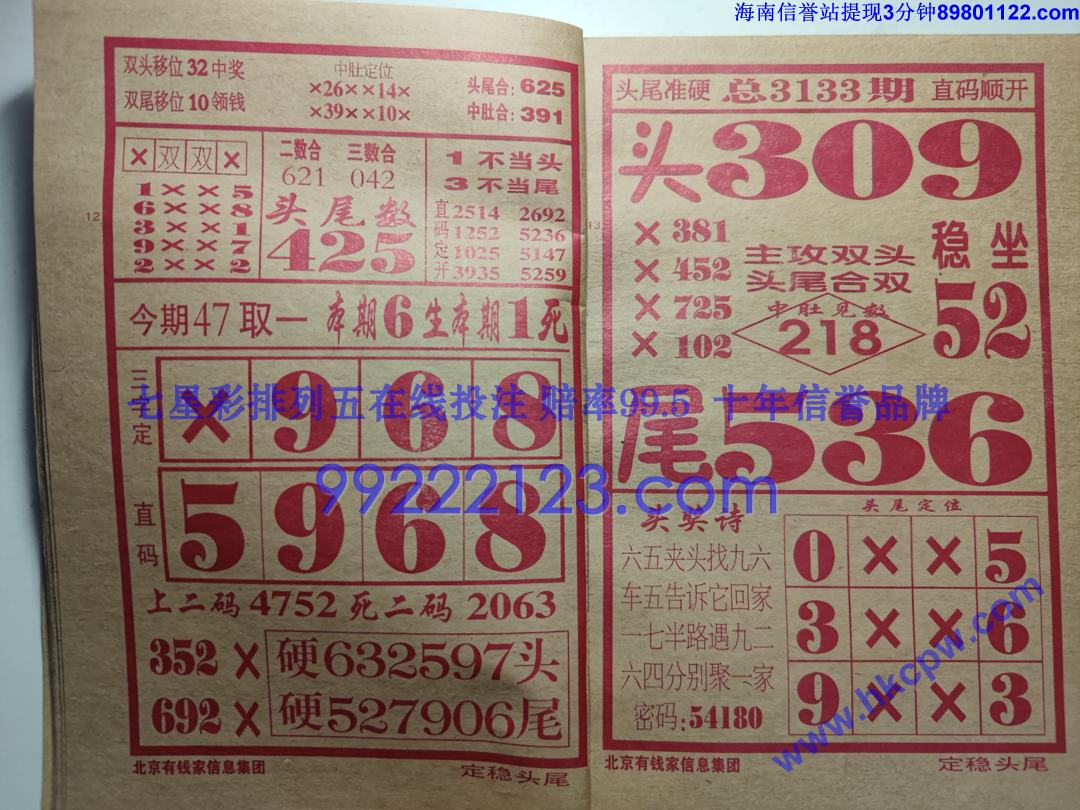 海南信誉站提现3分钟89801122.com
双头移位32中奖
双尾移位10领钱
中肚定位
×26××14×
×39××10×
头尾合:625
中肚合:391
×双双×
1××5
6××8
3××1
9××7
2××2
二数合 三数合
621 042
头尾数
425
1不当头
3不当尾
直码定开
2514 2692
1252 5236
1025 5147
3935 5259
12
今期47取一 本期6生本期1死
三字定
×968
直码
5968
上二码4752死二码2063
352×
692×
硬632597头
硬527906尾
北京有钱家信息集团
定稳头尾
头尾准硬 总3133期 直码顺开
头309
13
×381
×452
×725
×102
主攻双头
头尾合双
中肚见数
218
稳坐
52
尾536
七星彩排列五在线投注 赔率99.5 十年信誉品牌
99222123.com
头奖诗
六五夹头找九六
车五告诉它回家
一七半路遇九二
六四分别聚一家
密码:54180
头尾定位
0××5
3××6
9××3
www.hkcpw.com
北京有钱家信息集团
定稳头尾